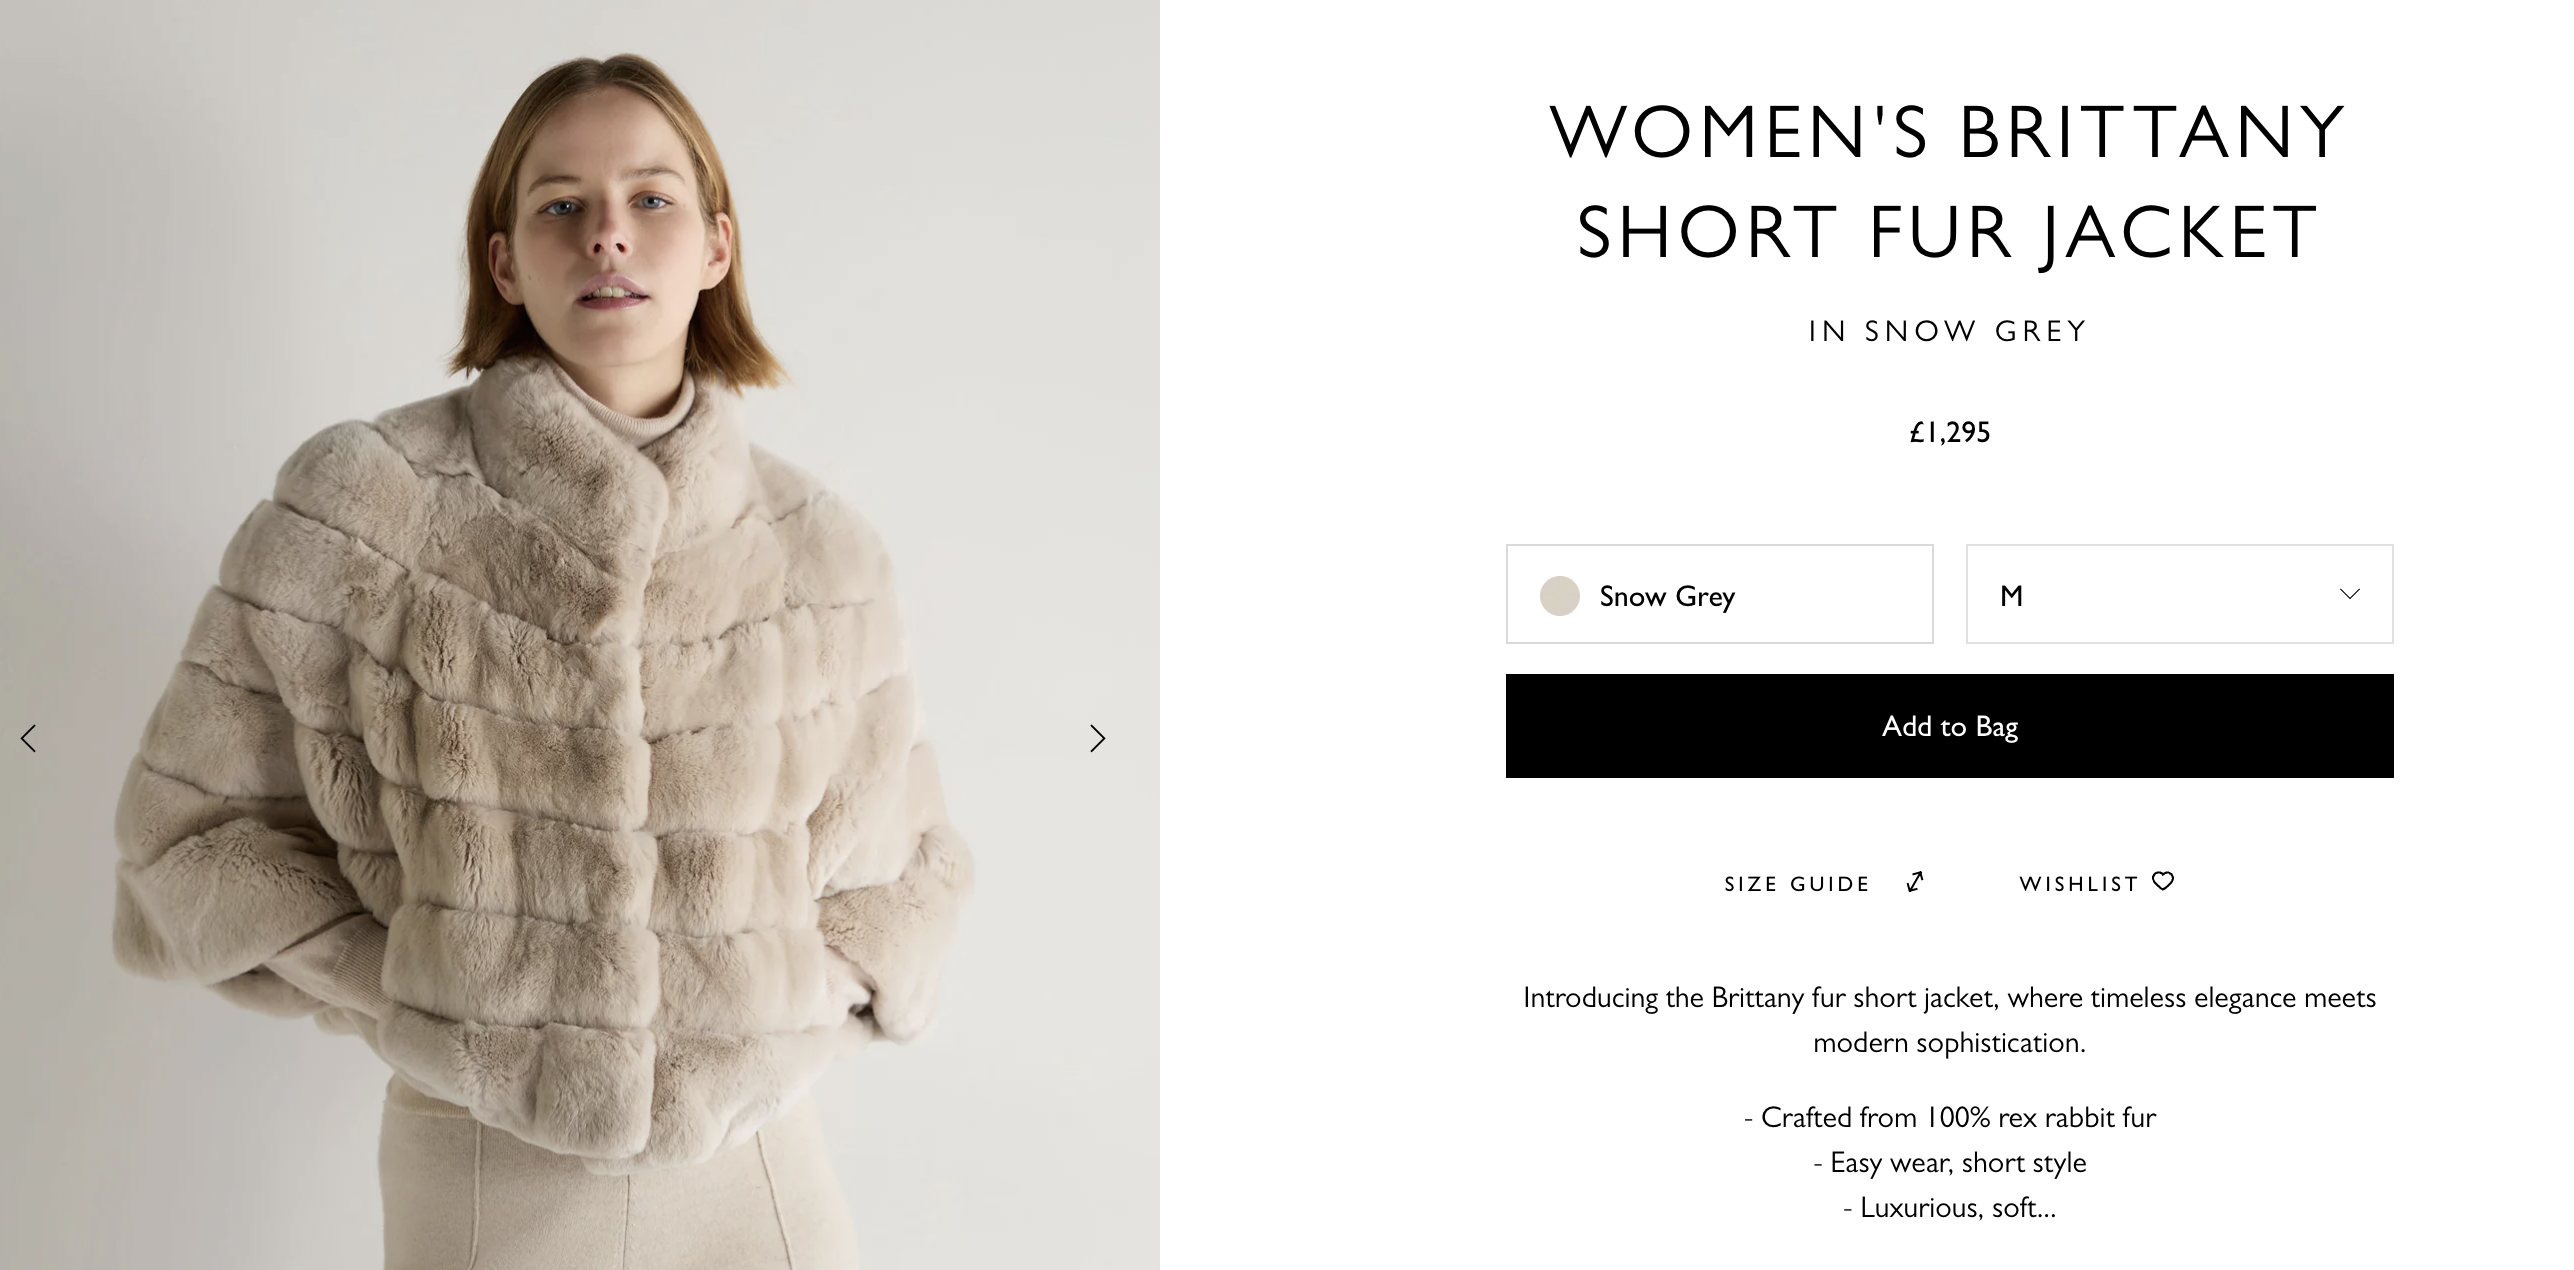 WOMEN'S BRITTANY
SHORT FUR JACKET
IN SNOW GREY
£1,295
Snow Grey
M
Add to Bag
SIZE GUIDE
WISHLIST
Introducing the Brittany fur short jacket, where timeless elegance meets
modern sophistication.
- Crafted from 100% rex rabbit fur
- Easy wear, short style
- Luxurious, soft...